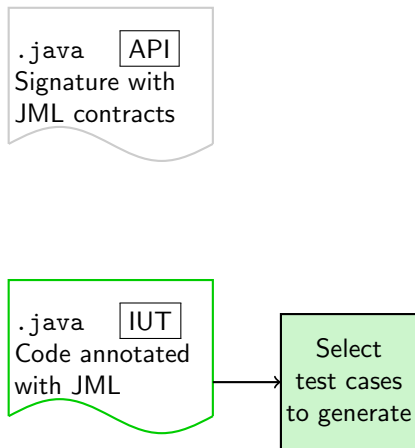 .java API
Signature with
JML contracts
.java IUT
Code annotated
with JML
Select
test cases
to generate